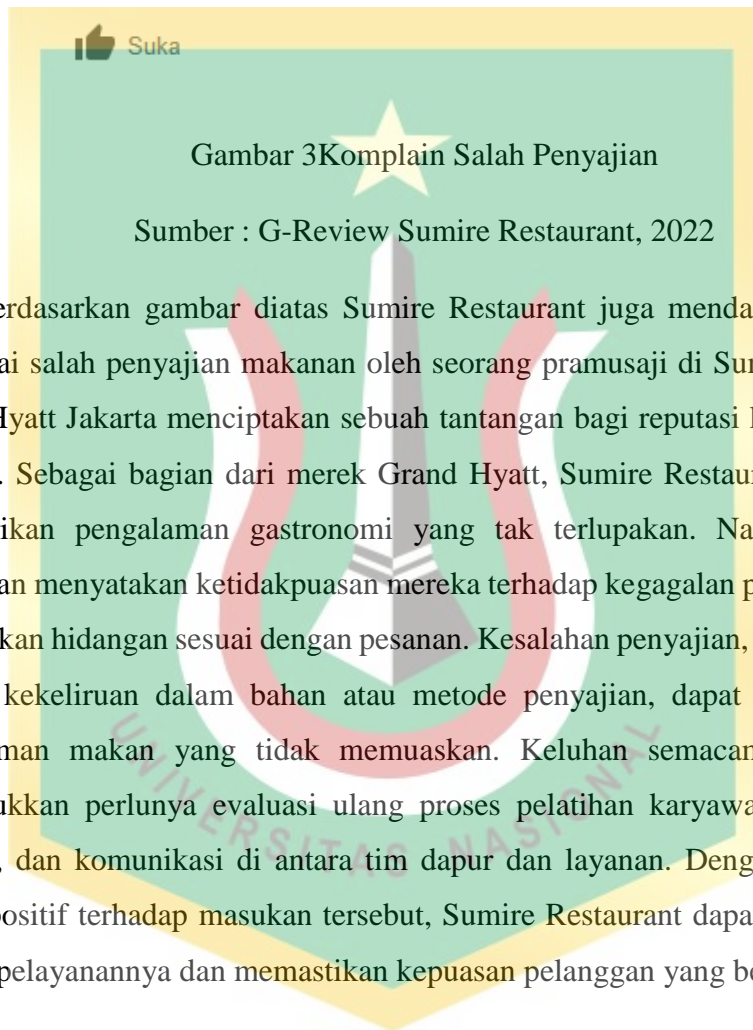 Suka
Gambar 3Komplain Salah Penyajian
Sumber : G-Review Sumire Restaurant, 2022
erdasarkan gambar diatas Sumire Restaurant juga menda
ai salah penyajian makanan oleh seorang pramusaji di Sur
Hyatt Jakarta menciptakan sebuah tantangan bagi reputasi
. Sebagai bagian dari merek Grand Hyatt, Sumire Restau
ikan pengalaman gastronomi yang tak terlupakan. Na
an menyatakan ketidakpuasan mereka terhadap kegagalan p
kan hidangan sesuai dengan pesanan. Kesalahan penyajian,
kekeliruan dalam bahan atau metode penyajian, dapat
man makan yang tidak memuaskan. Keluhan semacan
ukkan perlunya evaluasi ulang proses pelatihan karyawa
, dan komunikasi di antara tim dapur dan layanan. Deng
positif terhadap masukan tersebut, Sumire Restaurant dapa
pelayanannya dan memastikan kepuasan pelanggan yang be
UNIVERSITAS NASIONAL